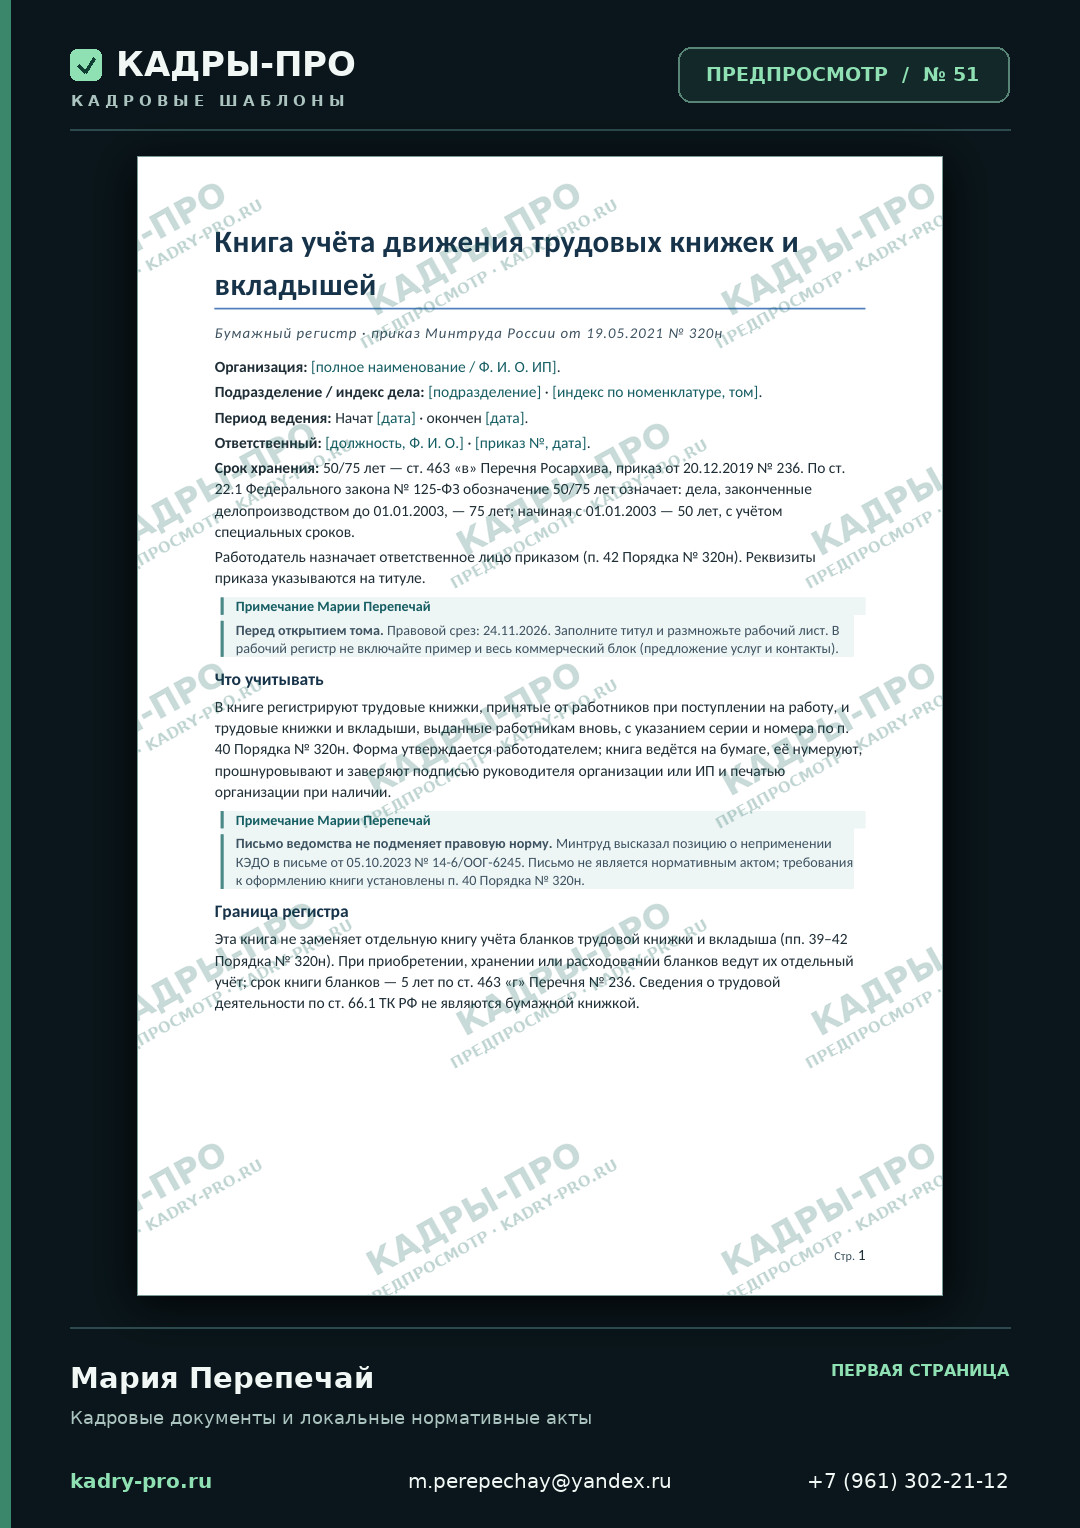 КАДРЫ-ПРО
КАДРОВЫЕ ШАБЛОНЫ
ПРЕДПРОСМОТР / № 51
Книга учёта движения трудовых книжек и
вкладышей
Бумажный регистр · приказ Минтруда России от 19.05.2021 № 320н
Организация: [полное наименование / Ф. И. О. ИП].
Подразделение / индекс дела: [подразделение] · [индекс по номенклатуре, том].
Период ведения: Начат [дата] · окончен [дата].
Ответственный: [должность, Ф. И. О.] · [приказ №, дата].
Срок хранения: 50/75 лет — ст. 463 «в» Перечня Росархива, приказ от 20.12.2019 № 236. По ст.
22.1 Федерального закона № 125-ФЗ обозначение 50/75 лет означает: дела, законченные
делопроизводством до 01.01.2003, — 75 лет; начиная с 01.01.2003 — 50 лет, с учётом
специальных сроков.
Работодатель назначает ответственное лицо приказом (п. 42 Порядка № 320н). Реквизиты
приказа указываются на титуле.
Примечание Марии Перепечай
Перед открытием тома. Правовой срез: 24.11.2026. Заполните титул и размножьте рабочий лист. В
рабочий регистр не включайте пример и весь коммерческий блок (предложение услуг и контакты).
Что учитывать
В книге регистрируют трудовые книжки, принятые от работников при поступлении на работу, и
трудовые книжки и вкладыши, выданные работникам вновь, с указанием серии и номера по п.
40 Порядка № 320н. Форма утверждается работодателем; книга ведётся на бумаге, её нумеруют,
прошнуровывают и заверяют подписью руководителя организации или ИП и печатью
организации при наличии.
Примечание Марии Перепечай
Письмо ведомства не подменяет правовую норму. Минтруд высказал позицию о неприменении
КЭДО в письме от 05.10.2023 № 14-6/ООГ-6245. Письмо не является нормативным актом; требования
к оформлению книги установлены п. 40 Порядка № 320н.
Граница регистра
Эта книга не заменяет отдельную книгу учёта бланков трудовой книжки и вкладыша (пп. 39–42
Порядка № 320н). При приобретении, хранении или расходовании бланков ведут их отдельный
учёт; срок книги бланков — 5 лет по ст. 463 «г» Перечня № 236. Сведения о трудовой
деятельности по ст. 66.1 ТК РФ не являются бумажной книжкой.
КАДРЫ-ПРО
ПРЕДПРОСМОТР · KADRY-PRO.RU
Стр. 1
Мария Перепечай
ПЕРВАЯ СТРАНИЦА
Кадровые документы и локальные нормативные акты
kadry-pro.ru
m.perepechay@yandex.ru
+7 (961) 302-21-12